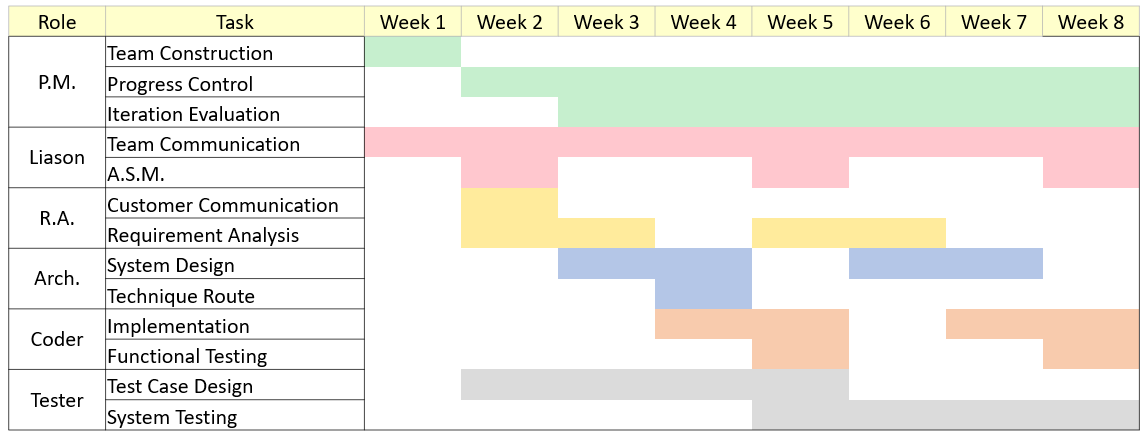 Role Task Week 1 Week 2 Week 3 Week 4 Week 5 Week 6 Week 7 Week 8
P.M.
Team Construction
Progress Control
Iteration Evaluation
Liason
Team Communication
A.S.M.
R.A.
Customer Communication
Requirement Analysis
Arch.
System Design
Technique Route
Coder
Implementation
Functional Testing
Tester
Test Case Design
System Testing